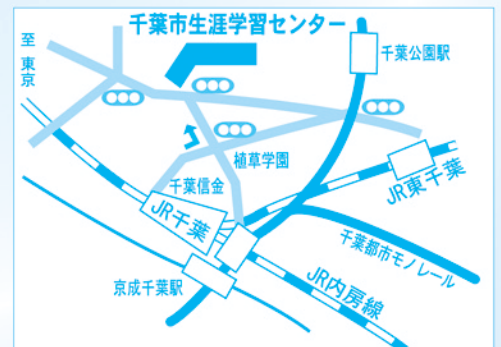 千葉市生涯学習センター
至東京
千葉公園駅
植草学園
千葉信金
JR千葉
JR東千葉
千葉都市モノレール
京成千葉駅
JR内房線